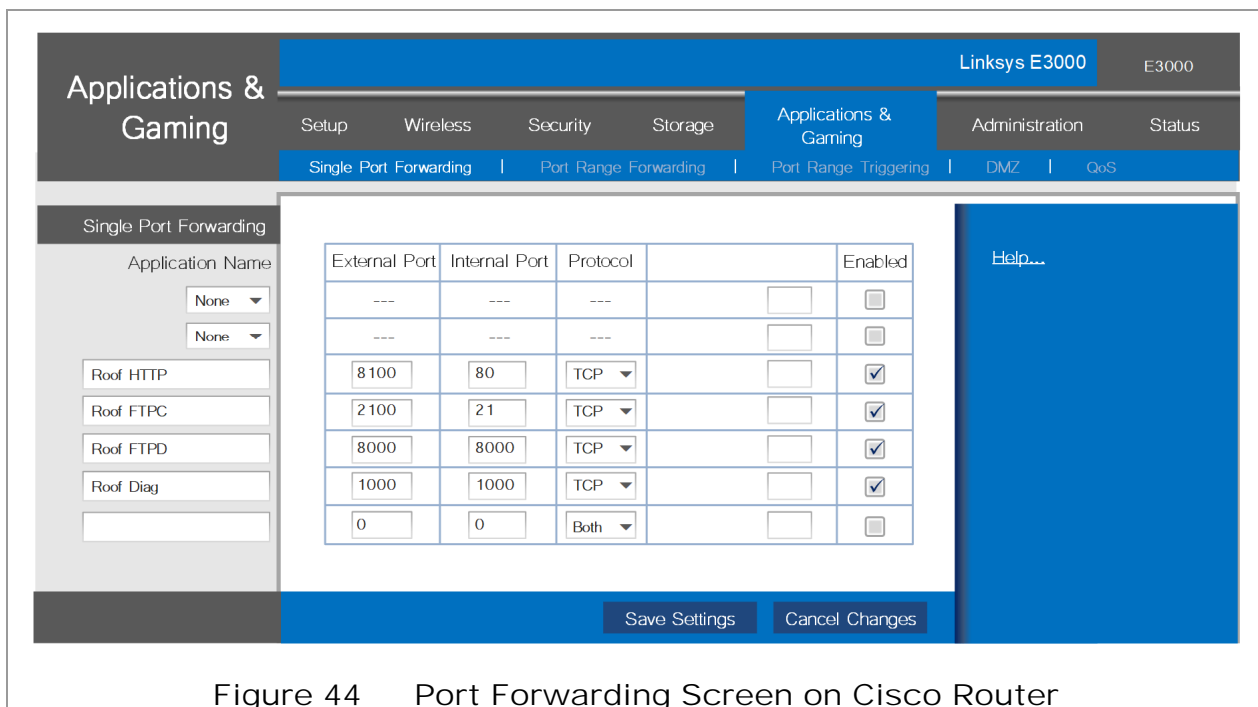 Applications &
Gaming
Linksys E3000
E3000
Setup Wireless Security Storage Applications & Gaming Administration Status
Single Port Forwarding | Port Range Forwarding | Port Range Triggering | DMZ | QoS
Single Port Forwarding
Application Name
External Port Internal Port Protocol Enabled
Help...
None --- --- ---
None --- --- ---
Roof HTTP 8100 80 TCP
Roof FTPC 2100 21 TCP
Roof FTPD 8000 8000 TCP
Roof Diag 1000 1000 TCP
0 0 Both
Save Settings Cancel Changes
Figure 44 Port Forwarding Screen on Cisco Router